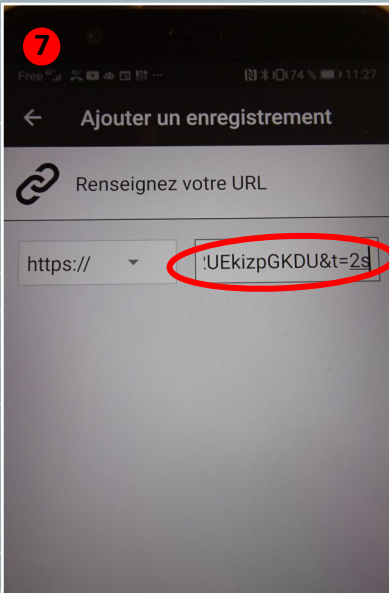 7
Free 74 % 11:27
Ajouter un enregistrement
Renseignez votre URL
https:// UEkizpGKDU&t=2s